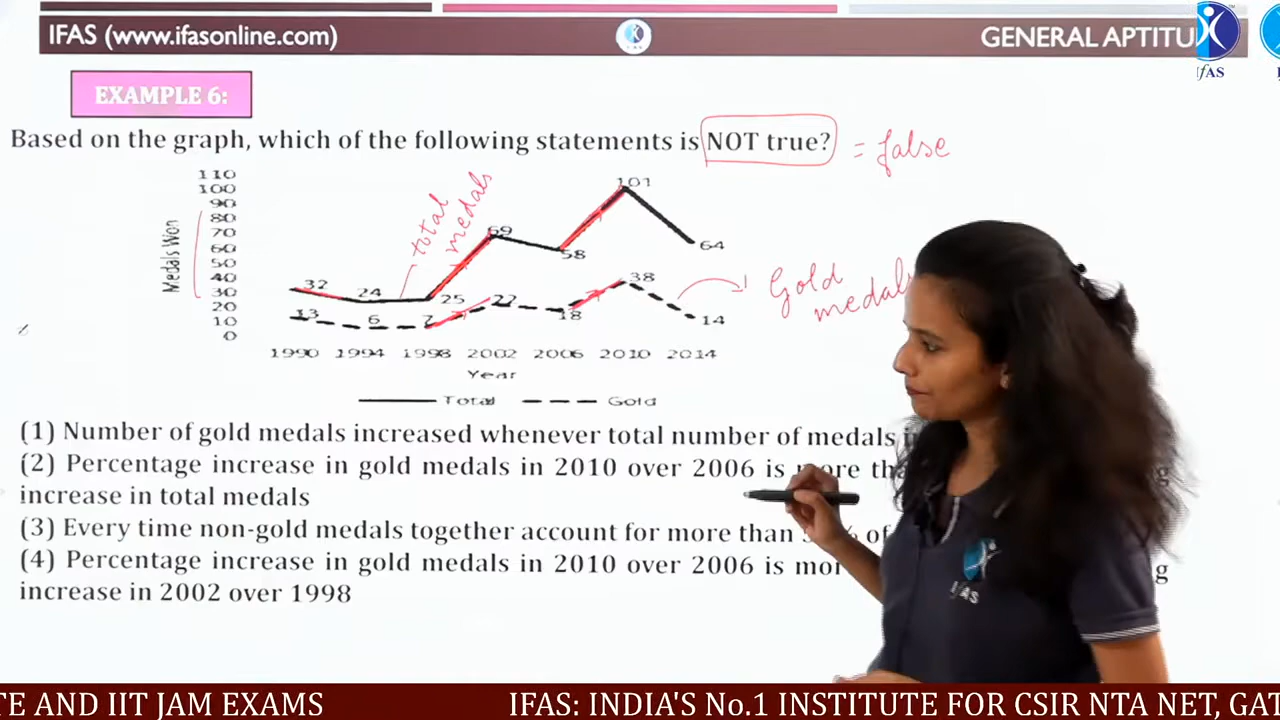 IFAS (www.ifasonline.com)
GENERAL APTITU
IFAS
EXAMPLE 6:
Based on the graph, which of the following statements is NOT true? = false
Medals Won
110
100
90
80
70
60
50
40
30
20
10
0
32
24
25
69
58
101
64
13
6
7
22
18
38
14
total medals
Gold medals
1990 1994 1998 2002 2006 2010 2014
Year
Total Gold
(1) Number of gold medals increased whenever total number of medals
(2) Percentage increase in gold medals in 2010 over 2006 is more
increase in total medals
(3) Every time non-gold medals together account for more than of
(4) Percentage increase in gold medals in 2010 over 2006 is
increase in 2002 over 1998
IFAS
TE AND IIT JAM EXAMS IFAS: INDIA'S No.1 INSTITUTE FOR CSIR NTA NET, GAT